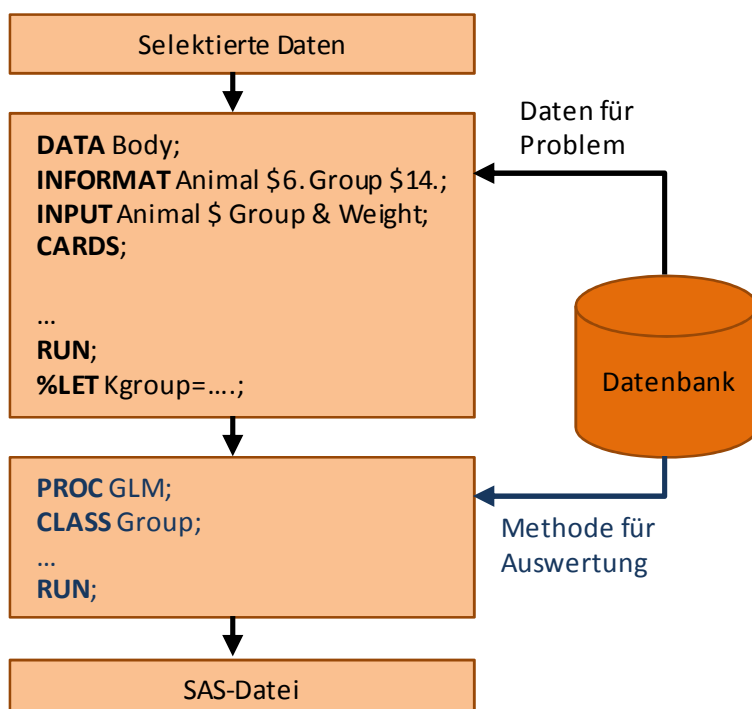 Selektierte Daten
DATA Body;
INFORMAT Animal $6. Group $14.;
INPUT Animal $ Group & Weight;
CARDS;
...
RUN;
%LET Kgroup=....;
Daten für
Problem
Datenbank
PROC GLM;
CLASS Group;
...
RUN;
Methode für
Auswertung
SAS-Datei